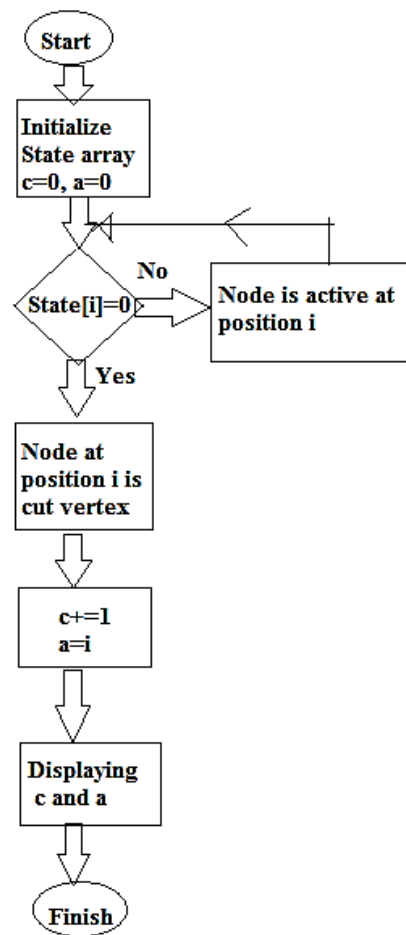 Start
Initialize
State array
c=0, a=0
State[i]=0
No
Node is active at
position i
Yes
Node at
position i is
cut vertex
c+=1
a=i
Displaying
c and a
Finish